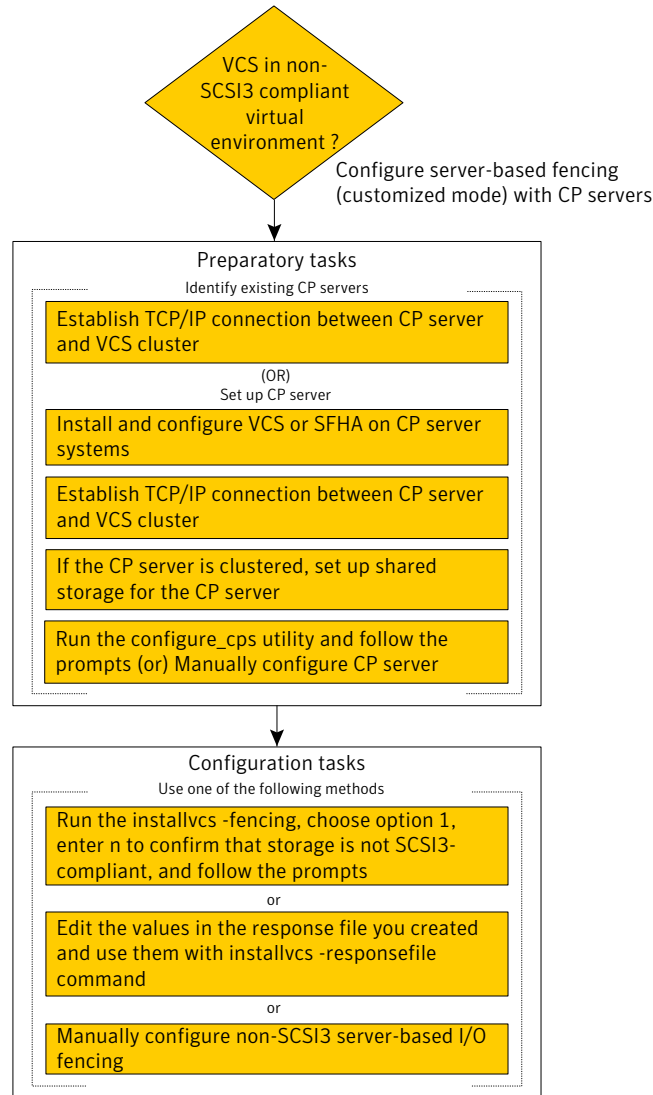 VCS in non-
SCSI3 compliant
virtual
environment ?
Configure server-based fencing
(customized mode) with CP servers
Preparatory tasks
Identify existing CP servers
Establish TCP/IP connection between CP server
and VCS cluster
(OR)
Set up CP server
Install and configure VCS or SFHA on CP server
systems
Establish TCP/IP connection between CP server
and VCS cluster
If the CP server is clustered, set up shared
storage for the CP server
Run the configure_cps utility and follow the
prompts (or) Manually configure CP server
Configuration tasks
Use one of the following methods
Run the installvcs -fencing, choose option 1,
enter n to confirm that storage is not SCSI3-
compliant, and follow the prompts
or
Edit the values in the response file you created
and use them with installvcs -responsefile
command
or
Manually configure non-SCSI3 server-based I/O
fencing